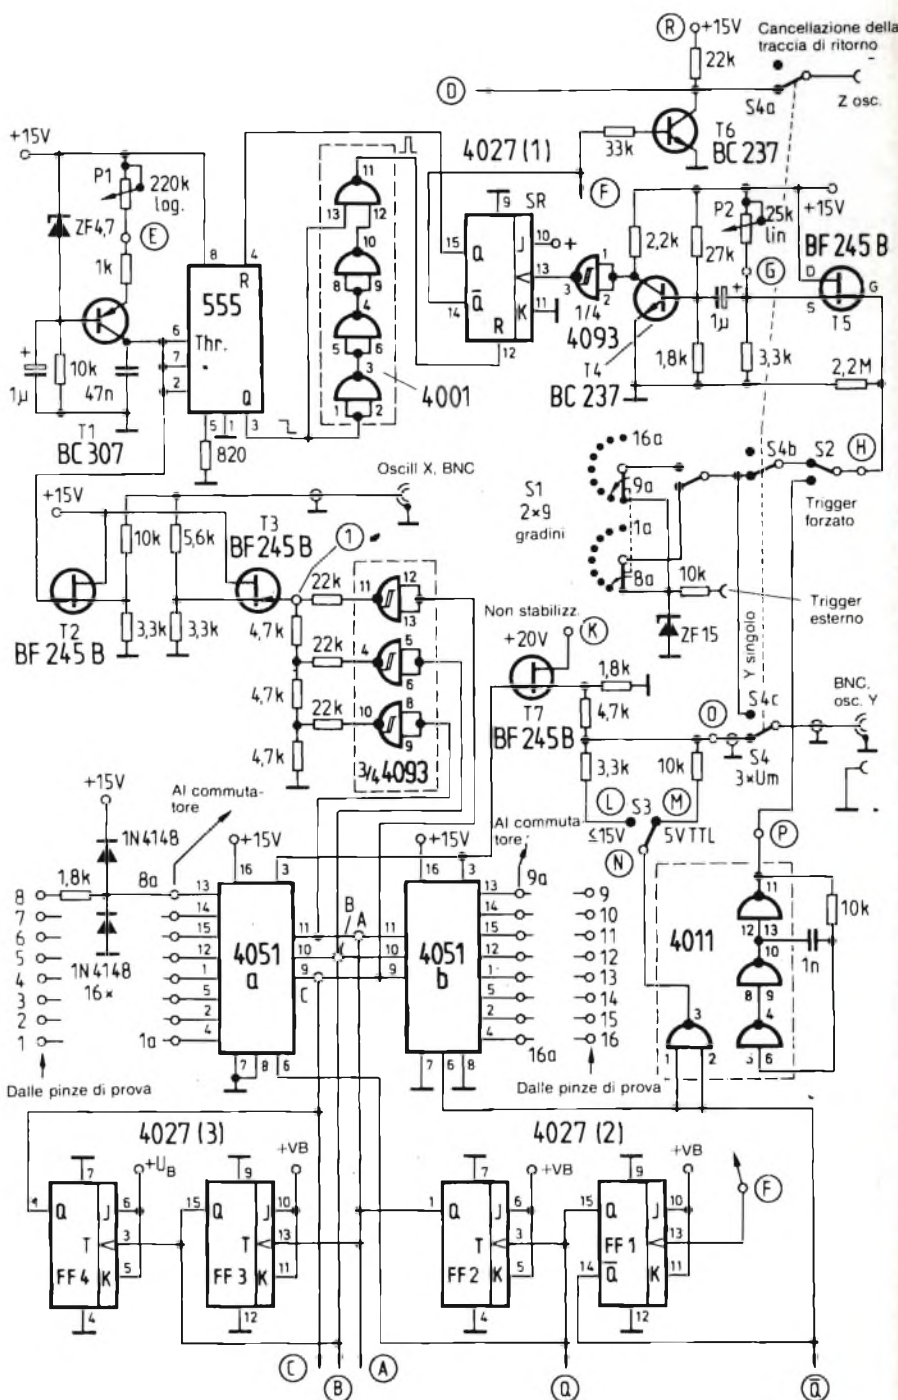 R +15V
Cancellazione della
traccia di ritorno
22k
D
S4a
Z osc.
T6
BC 237
33k
F
+15V
P1
220k
log.
ZF4,7
E
1k
8
4
R
555
6
Thr.
7
2
Q
5 1 3
820
10k
1µ
47n
T1
BC307
11
13 12
10
8 9
4
5 6
3
1 2
4001
4027 (1)
9 SR
15 Q
J 10 +
13
14 Q
K 11
R
12
1
3 2
1/4
4093
2,2k
27k
P2
25k
lin
+15V
BF 245 B
G
D
G
S
T5
1µ +
T4
BC 237
1,8k
3,3k
2,2M
16a
9a
1a
8a
S1
2×9
gradini
S4b
S2
H
Trigger
forzato
10k
Trigger
esterno
ZF15
Oscill X, BNC
+15V
10k
5,6k
T3
BF 245 B
1
T2
BF 245 B
3,3k
3,3k
22k
11 12
13
4,7k
22k
4 5
6
4,7k
22k
10 8
9
4,7k
3/4 4093
Non stabilizz.
+20V
K
T7
BF245B
1,8k
4,7k
Y singolo
S4c
BNC,
osc. Y
O
S4
3×Um
3,3k
10k
L S3 M
≤15V
5V TTL
N
P
Al commuta-
tore
+15V
1N4148
1,8k
8a
1N4148
16×
8
7
6
5
4
3
2
1
1a
Dalle pinze di prova
+15V
16 3
13
14
15
12
1
5
2
4
4051
a
11
10
9
7 8 6
B
A
C
+15V
16 3
11
10
9
4051
b
13
14
15
12
1
5
2
4
7 6 8
Al commuta-
tore
9a
16a
9
10
11
12
13
14
15
16
Dalle pinze di prova
4011
11
12 13
10
8 9
4
5 6
3
1 2
10k
1n
4027 (3)
7 +UB
1 Q J 6
T 3
FF4 K 5
4
9 +VB
15 Q J 10
T 13
FF3 K 11
12
4027 (2)
7 +VB
1 Q J 6
T 3
FF2 K 5
4
9 +VB
15 Q J 10
FF1 13
14 Q K 11
12
F
C B A Q Q